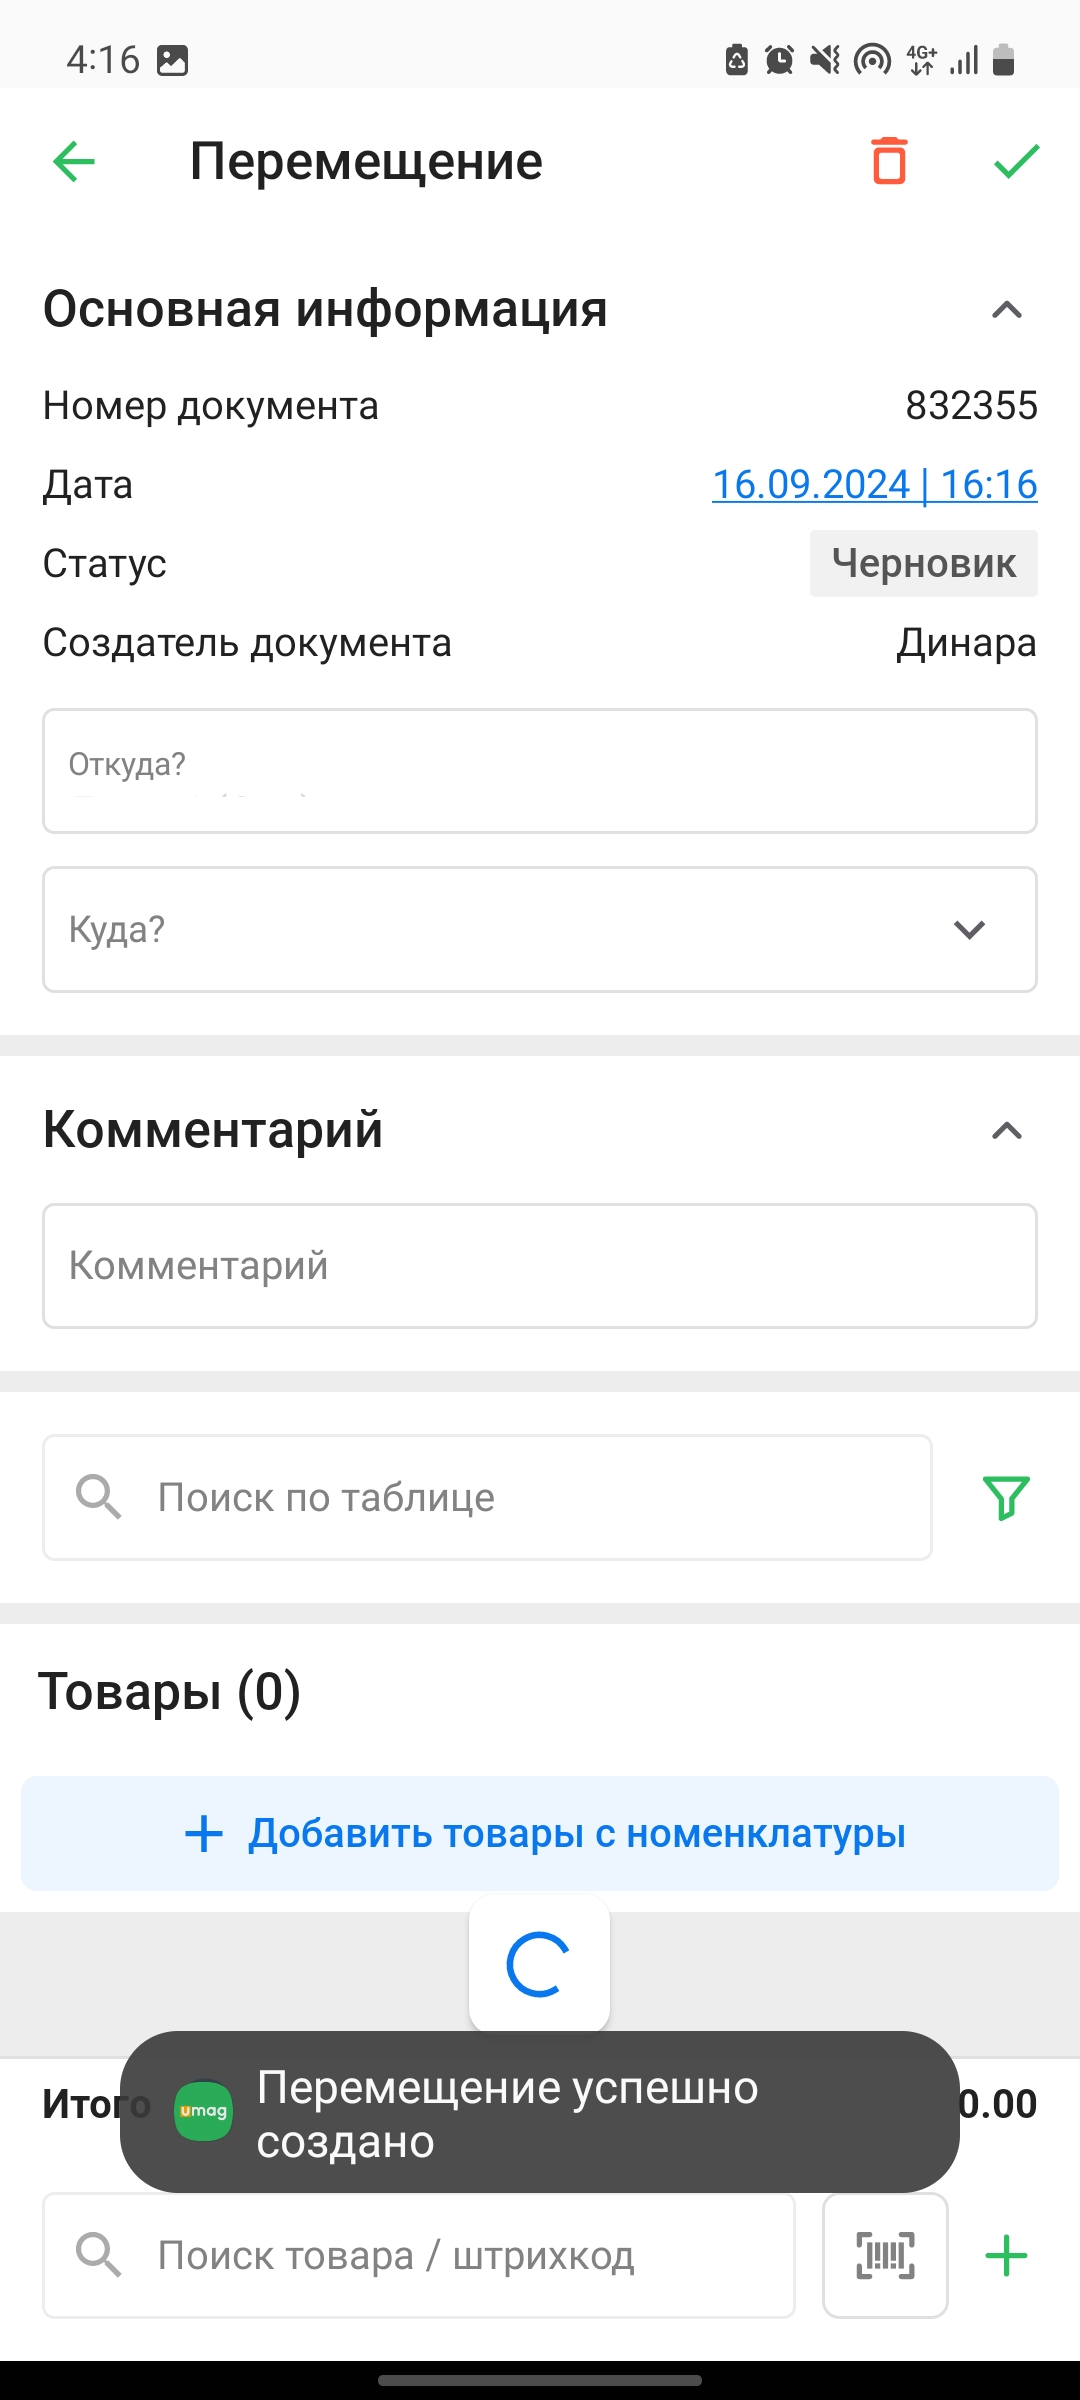 4:16
4G+
Перемещение
Основная информация
Номер документа 832355
Дата 16.09.2024 | 16:16
Статус Черновик
Создатель документа Динара
Откуда?
Куда?
Комментарий
Комментарий
Поиск по таблице
Товары (0)
+ Добавить товары с номенклатуры
Итого 0.00
umag
Перемещение успешно
создано
Поиск товара / штрихкод